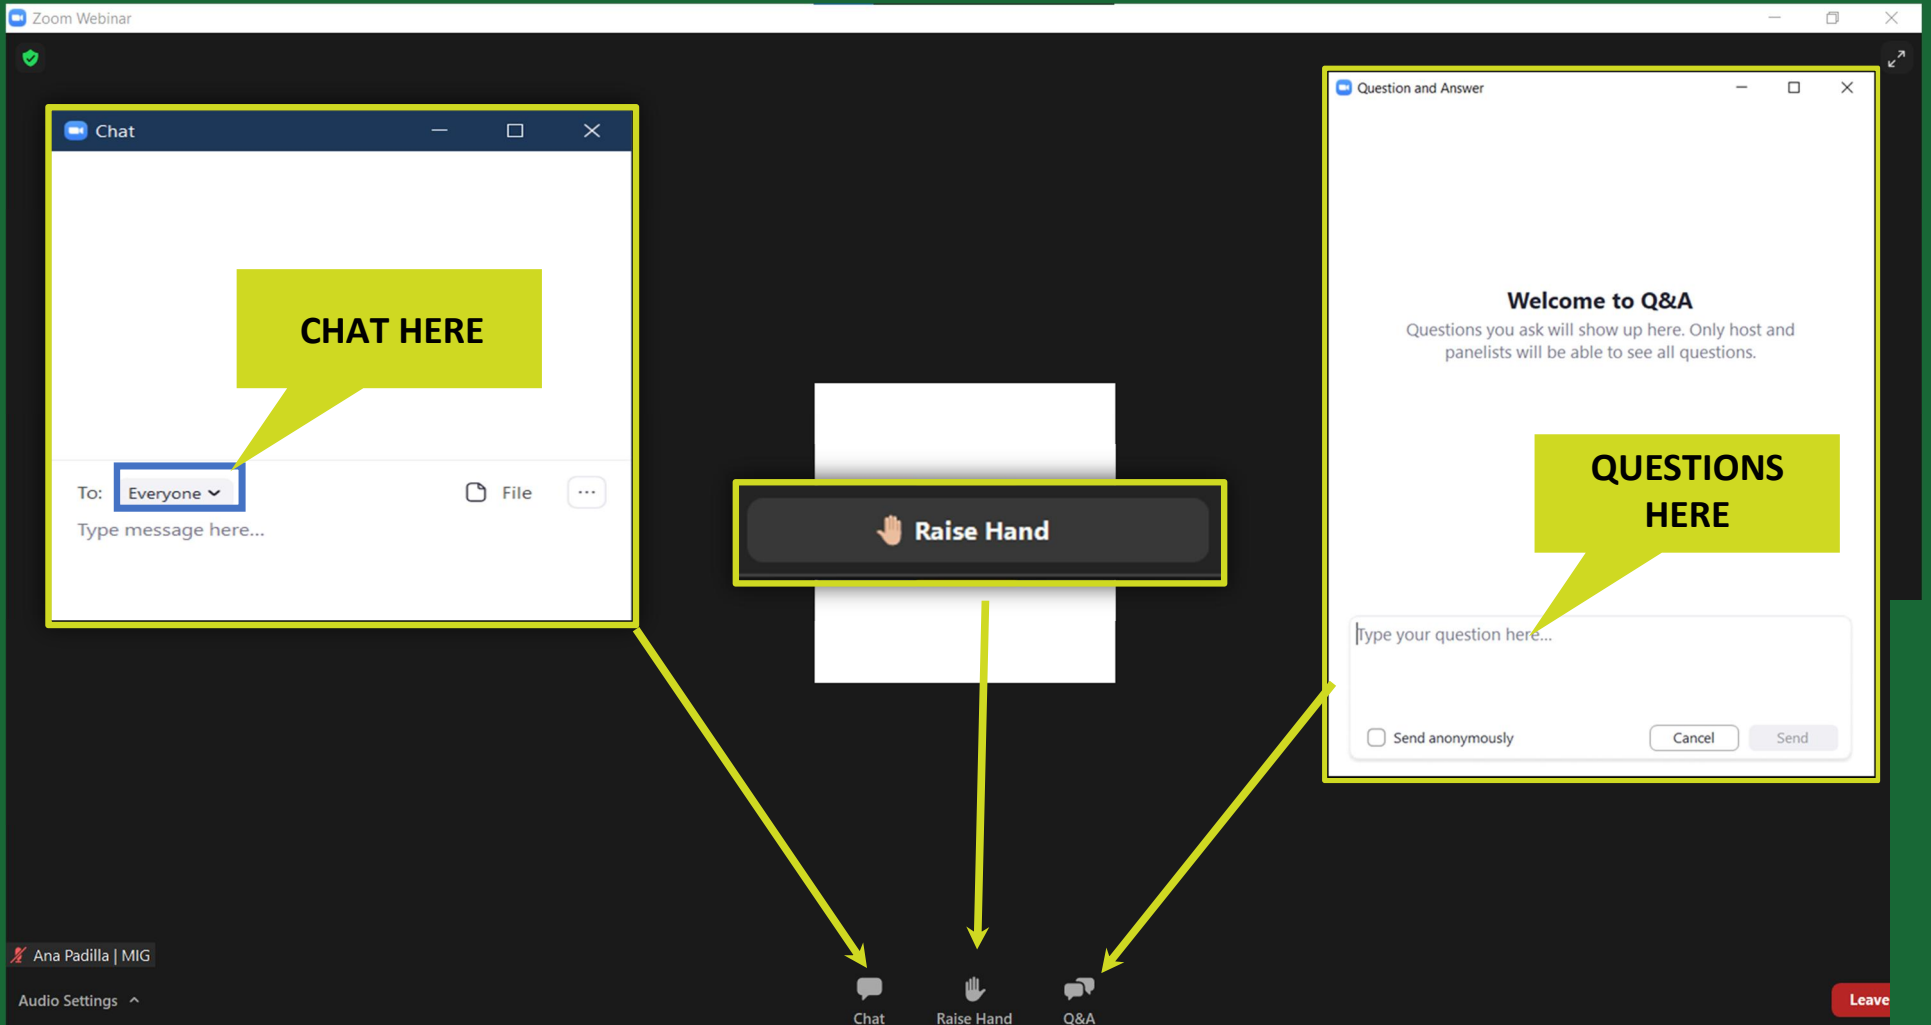 Zoom Webinar
Chat
CHAT HERE
To: Everyone
File
Type message here...
Raise Hand
Question and Answer
Welcome to Q&A
Questions you ask will show up here. Only host and
panelists will be able to see all questions.
QUESTIONS
HERE
Type your question here...
Send anonymously
Cancel
Send
Ana Padilla | MIG
Audio Settings
Chat
Raise Hand
Q&A
Leave